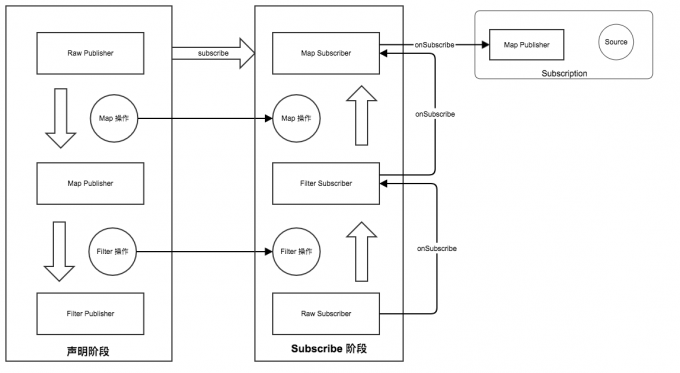 Raw Publisher
subscribe
Map Subscriber
onSubscribe
Map Publisher
Source
Subscription
Map 操作
Map 操作
onSubscribe
Map Publisher
Filter Subscriber
Filter 操作
Filter 操作
onSubscribe
Filter Publisher
Raw Subscriber
声明阶段
Subscribe 阶段